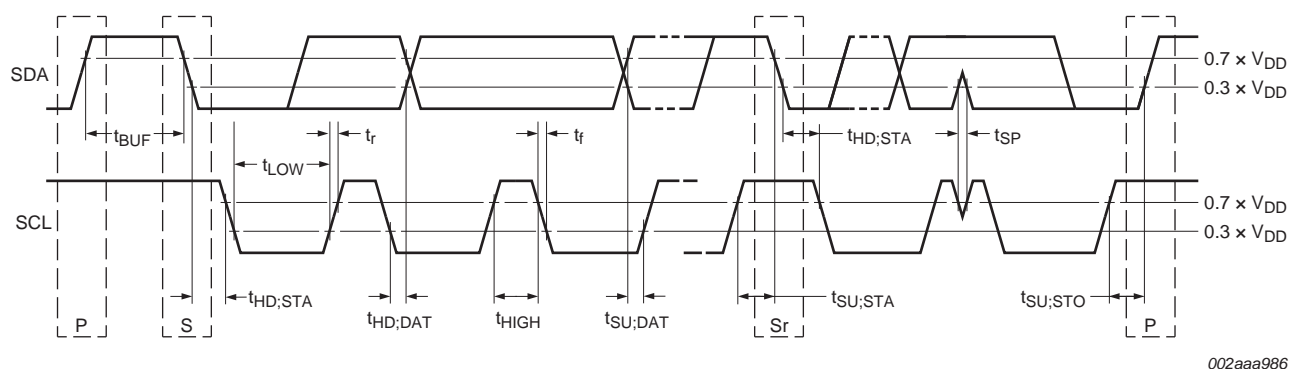 SDA
0.7 × VDD
0.3 × VDD
tBUF
tLOW
tr
tf
tHD;STA
tSP
SCL
0.7 × VDD
0.3 × VDD
tHD;STA
tHD;DAT
tHIGH
tSU;DAT
tSU;STA
tSU;STO
P
S
Sr
P
002aaa986